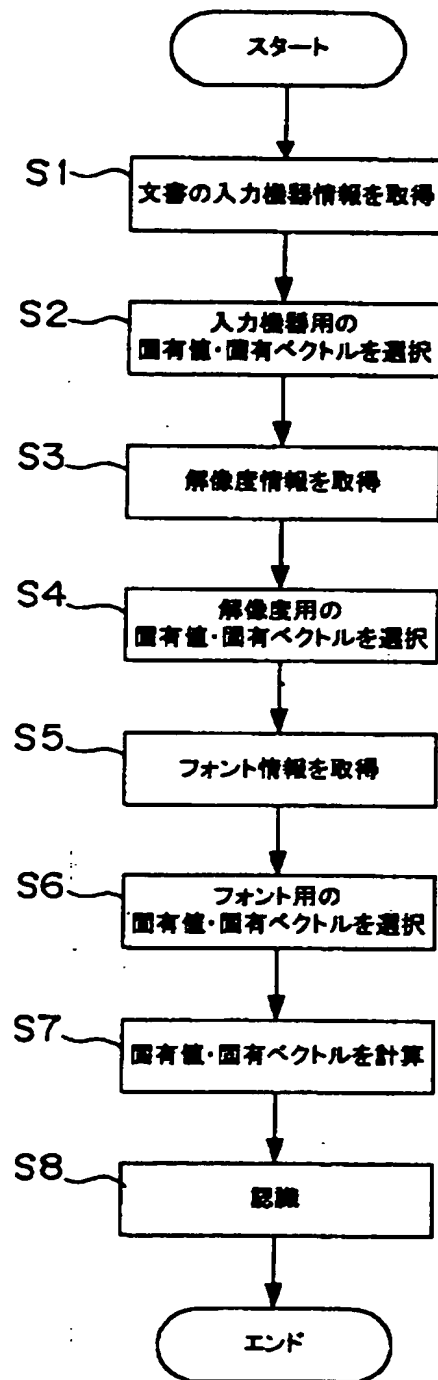 スタート
S1
文書の入力機器情報を取得
S2
入力機器用の
固有値・固有ベクトルを選択
S3
解像度情報を取得
S4
解像度用の
固有値・固有ベクトルを選択
S5
フォント情報を取得
S6
フォント用の
固有値・固有ベクトルを選択
S7
固有値・固有ベクトルを計算
S8
認識
エンド